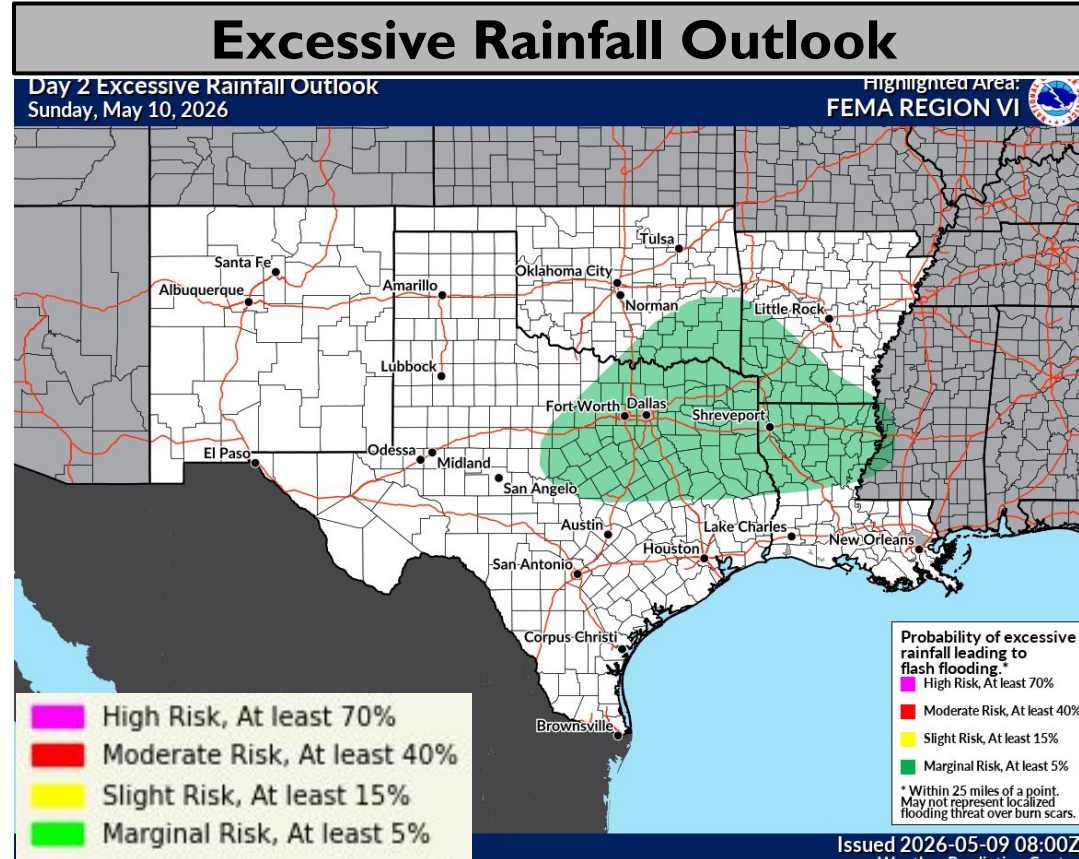 Excessive Rainfall Outlook
Day 2 Excessive Rainfall Outlook
Sunday, May 10, 2026
Highlighted Area:
FEMA REGION VI
Tulsa
Santa Fe
Oklahoma City
Albuquerque
Amarillo
Norman
Little Rock
Lubbock
Fort Worth
Dallas
Shreveport
El Paso
Odessa
Midland
San Angelo
Austin
Lake Charles
Houston
New Orleans
San Antonio
Corpus Christi
Brownsville
Probability of excessive
rainfall leading to
flash flooding.*
High Risk, At least 70%
Moderate Risk, At least 40%
Slight Risk, At least 15%
Marginal Risk, At least 5%
* Within 25 miles of a point.
May not represent localized
flooding threat over burn scars.
High Risk, At least 70%
Moderate Risk, At least 40%
Slight Risk, At least 15%
Marginal Risk, At least 5%
Issued 2026-05-09 08:00Z